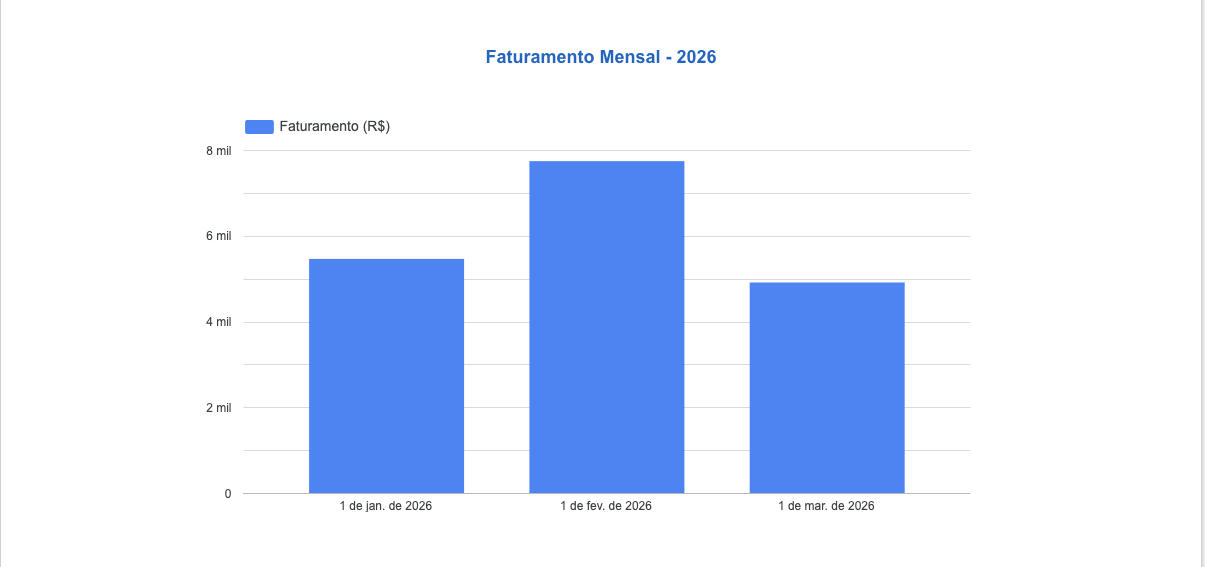 Faturamento Mensal - 2026
Faturamento (R$)
8 mil
6 mil
4 mil
2 mil
0
1 de jan. de 2026
1 de fev. de 2026
1 de mar. de 2026